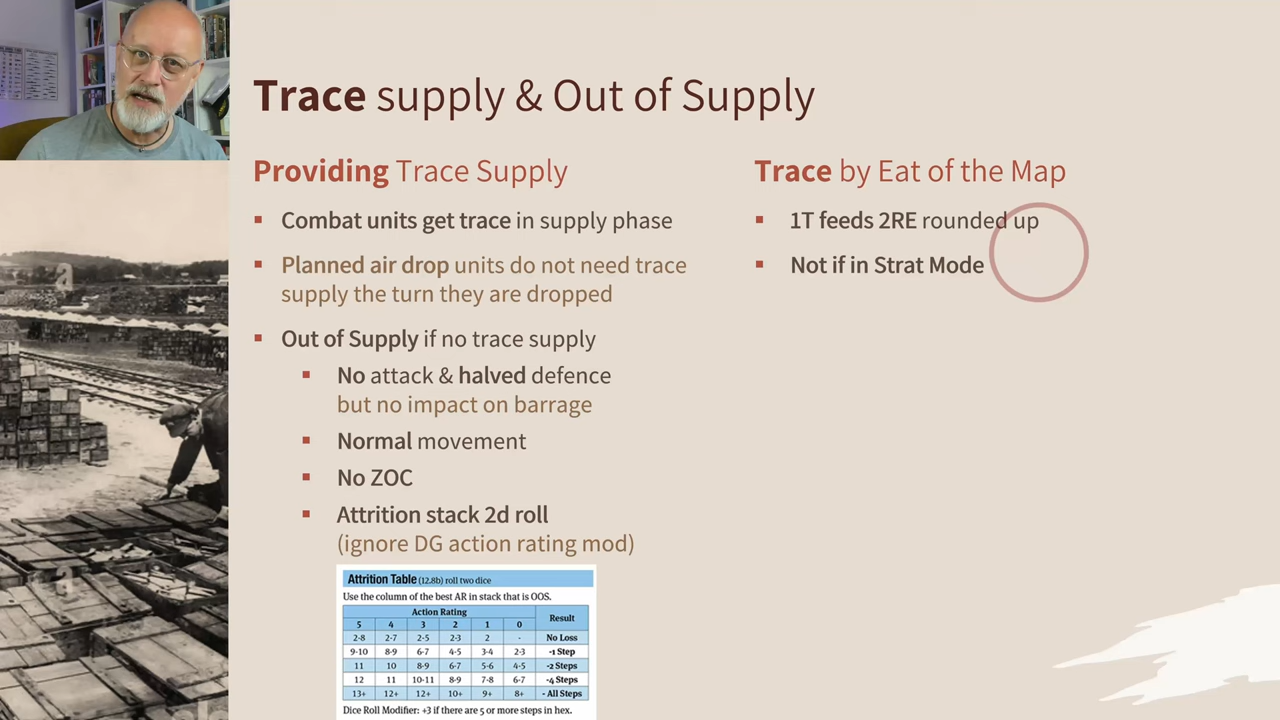 Trace supply & Out of Supply
Providing Trace Supply
▪ Combat units get trace in supply phase
▪ Planned air drop units do not need trace
supply the turn they are dropped
▪ Out of Supply if no trace supply
▪ No attack & halved defence
but no impact on barrage
▪ Normal movement
▪ No ZOC
▪ Attrition stack 2d roll
(ignore DG action rating mod)
Attrition Table (12.8b) roll two dice
Use the column of the best AR in stack that is OOS.
Action Rating Result
5 4 3 2 1 0
2-8 2-7 2-5 2-3 2 - No Loss
9-10 8-9 6-7 4-5 3-4 2-3 -1 Step
11 10 8-9 6-7 5-6 4-5 -2 Steps
12 11 10-11 8-9 7-8 6-7 -4 Steps
13+ 12+ 12+ 10+ 9+ 8+ - All Steps
Dice Roll Modifier: +3 if there are 5 or more steps in hex.
Trace by Eat of the Map
▪ 1T feeds 2RE rounded up
▪ Not if in Strat Mode